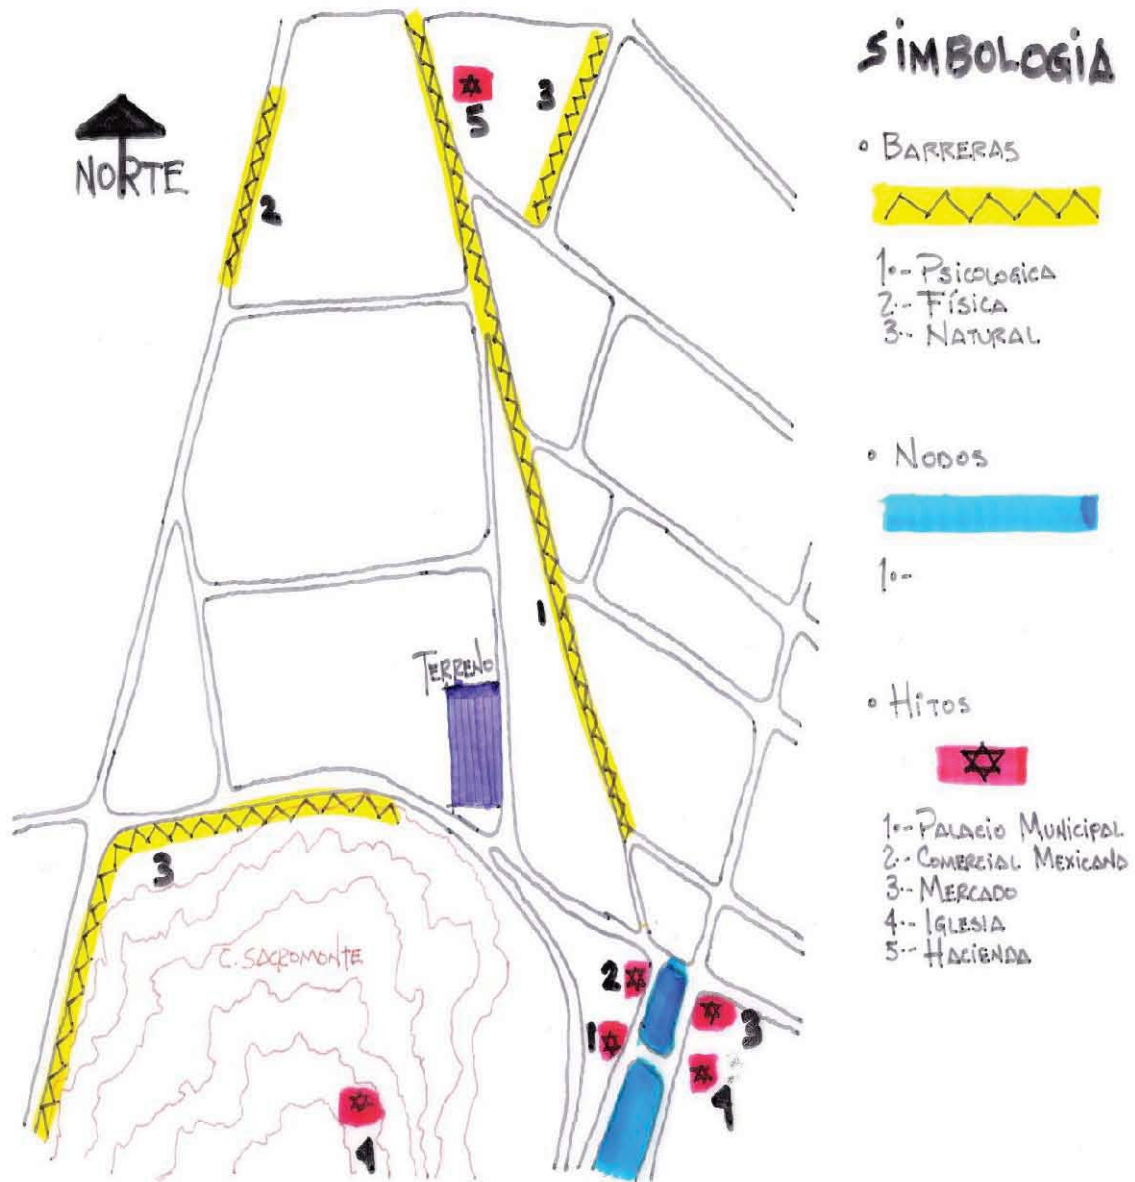 SIMBOLOGIA
NORTE
• BARRERAS
1.- PSICOLOGICA
2.- FÍSICA
3.- NATURAL
• NODOS
1.-
• HITOS
1.- PALACIO MUNICIPAL
2.- COMERCIAL MEXICANA
3.- MERCADO
4.- IGLESIA
5.- HACIENDA
5
3
2
1
TERRENO
3
C. SACROMONTE
2
1
3
4
4